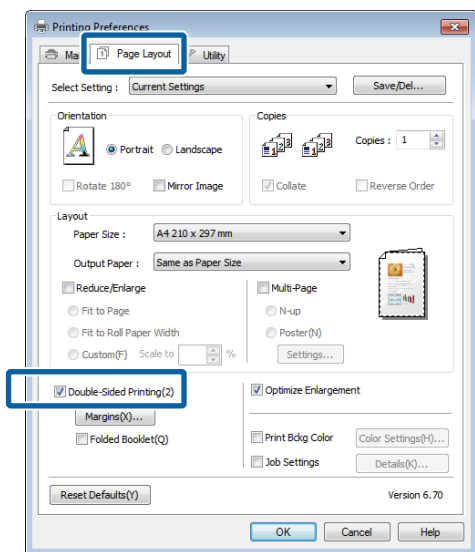 Printing Preferences
Page Layout Utility
Select Setting : Current Settings Save/Del...
Orientation Copies
Portrait Landscape Copies : 1
Rotate 180° Mirror Image Collate Reverse Order
Layout
Paper Size : A4 210 x 297 mm
Output Paper : Same as Paper Size
Reduce/Enlarge Multi-Page
Fit to Page N-up
Fit to Roll Paper Width Poster(N)
Custom(F) Scale to % Settings...
Double-Sided Printing(2) Optimize Enlargement
Margins(X)...
Folded Booklet(Q) Print Bckg Color Color Settings(H)...
Job Settings Details(K)...
Reset Defaults(Y) Version 6.70
OK Cancel Help